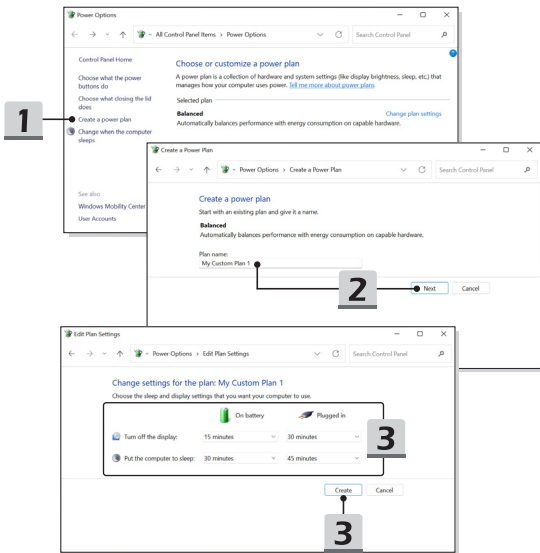 Power Options
All Control Panel Items › Power Options
Search Control Panel
Control Panel Home
Choose what the power
buttons do
Choose what closing the lid
does
Create a power plan
Change when the computer
sleeps
See also
Windows Mobility Center
User Accounts
Choose or customize a power plan
A power plan is a collection of hardware and system settings (like display brightness, sleep, etc.) that
manages how your computer uses power. Tell me more about power plans.
Selected plan
Balanced
Change plan settings
Automatically balances performance with energy consumption on capable hardware.
1
Create a Power Plan
Power Options › Create a Power Plan
Search Control Panel
Create a power plan
Start with an existing plan and give it a name.
Balanced
Automatically balances performance with energy consumption on capable hardware.
Plan name:
My Custom Plan 1
2
Next Cancel
Edit Plan Settings
Power Options › Edit Plan Settings
Search Control Panel
Change settings for the plan: My Custom Plan 1
Choose the sleep and display settings that you want your computer to use.
On battery Plugged in
Turn off the display: 15 minutes 30 minutes
Put the computer to sleep: 30 minutes 45 minutes
3
Create Cancel
3